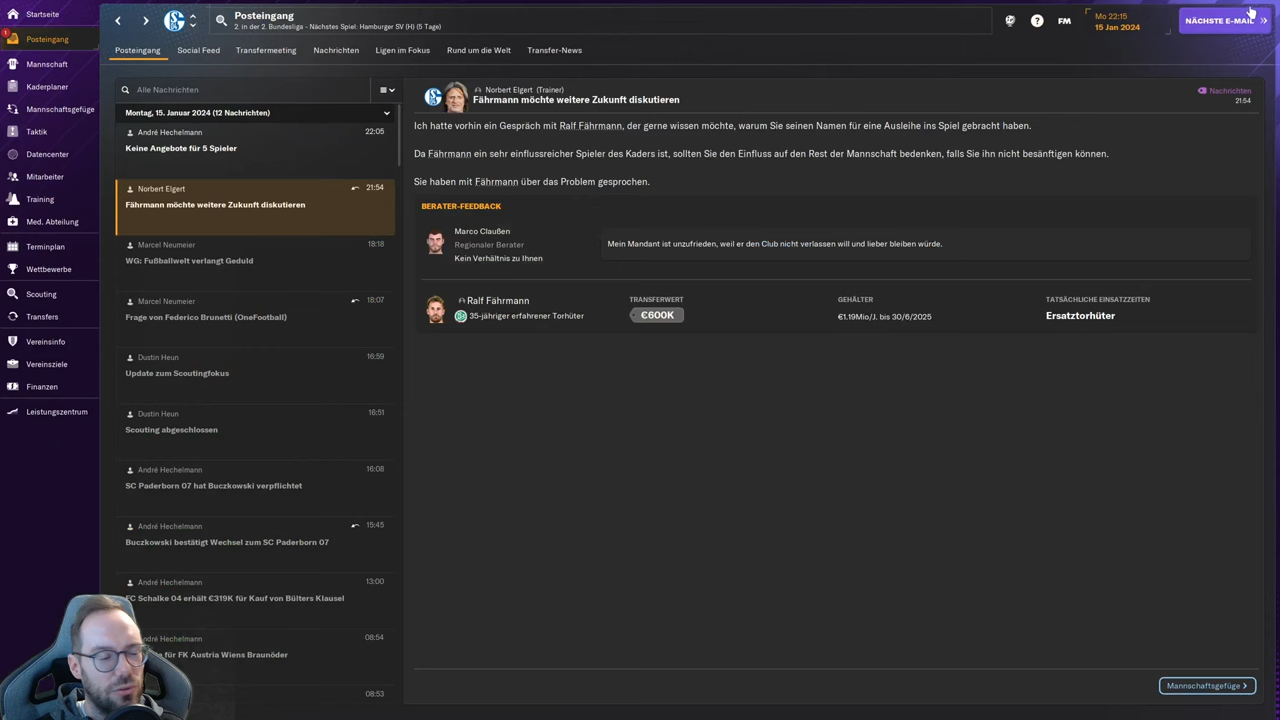 Startseite
Posteingang
1
Mannschaft
Kaderplaner
Mannschaftsgefüge
Taktik
Datencenter
Mitarbeiter
Training
Med. Abteilung
Terminplan
Wettbewerbe
Scouting
Transfers
Vereinsinfo
Vereinsziele
Finanzen
Leistungszentrum
Posteingang
2. in der 2. Bundesliga - Nächstes Spiel: Hamburger SV (H) (5 Tage)
FM
Mo 22:15
15 Jan 2024
NÄCHSTE E-MAIL
Posteingang
Social Feed
Transfermeeting
Nachrichten
Ligen im Fokus
Rund um die Welt
Transfer-News
Alle Nachrichten
Montag, 15. Januar 2024 (12 Nachrichten)
André Hechelmann 22:05
Keine Angebote für 5 Spieler
Norbert Elgert 21:54
Fährmann möchte weitere Zukunft diskutieren
Marcel Neumeier 18:18
WG: Fußballwelt verlangt Geduld
Marcel Neumeier 18:07
Frage von Federico Brunetti (OneFootball)
Dustin Heun 16:59
Update zum Scoutingfokus
Dustin Heun 16:51
Scouting abgeschlossen
André Hechelmann 16:08
SC Paderborn 07 hat Buczkowski verpflichtet
André Hechelmann 15:45
Buczkowski bestätigt Wechsel zum SC Paderborn 07
André Hechelmann 13:00
FC Schalke 04 erhält €319K für Kauf von Bülters Klausel
André Hechelmann 08:54
für FK Austria Wiens Braunöder
08:53
Norbert Elgert (Trainer)
Fährmann möchte weitere Zukunft diskutieren
Nachrichten
21:54
Ich hatte vorhin ein Gespräch mit Ralf Fährmann, der gerne wissen möchte, warum Sie seinen Namen für eine Ausleihe ins Spiel gebracht haben.
Da Fährmann ein sehr einflussreicher Spieler des Kaders ist, sollten Sie den Einfluss auf den Rest der Mannschaft bedenken, falls Sie ihn nicht besänftigen können.
Sie haben mit Fährmann über das Problem gesprochen.
BERATER-FEEDBACK
Marco Claußen
Regionaler Berater
Kein Verhältnis zu Ihnen
Mein Mandant ist unzufrieden, weil er den Club nicht verlassen will und lieber bleiben würde.
Ralf Fährmann
35-jähriger erfahrener Torhüter
TRANSFERWERT
€600K
GEHÄLTER
€1.19Mio/J. bis 30/6/2025
TATSÄCHLICHE EINSATZZEITEN
Ersatztorhüter
Mannschaftsgefüge